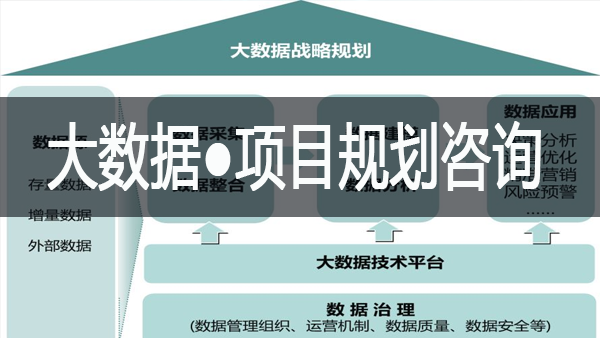 大数据战略规划
大数据●项目规划咨询
数据源
存量数据
增量数据
外部数据
数据采集
数据整合
数据建模
数据分析
数据应用
分析
优化
营销
风险预警
……
大数据技术平台
数据治理
(数据管理组织、运营机制、数据质量、数据安全等)